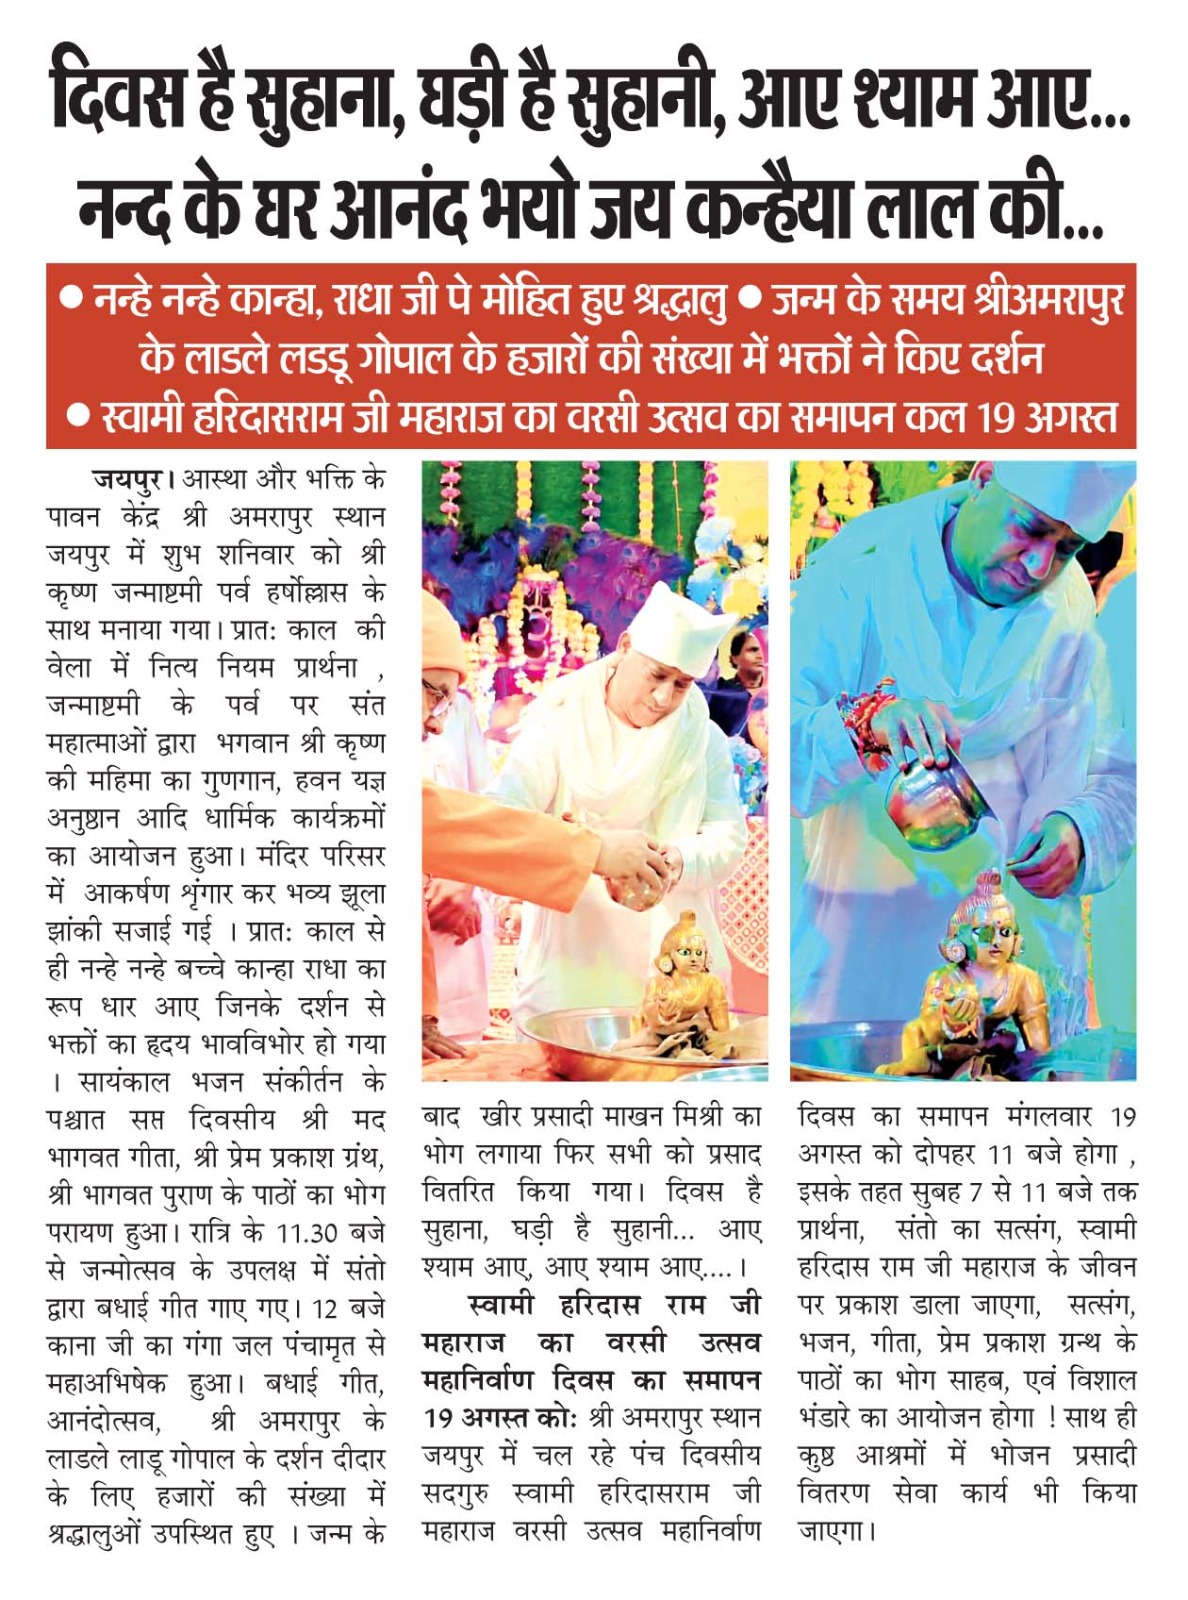 दिवस है सुहाना, घड़ी है सुहानी, आए श्याम आए...
नन्द के घर आनंद भयो जय कन्हैया लाल की...
● नन्हे नन्हे कान्हा, राधा जी पे मोहित हुए श्रद्धालु ● जन्म के समय श्रीअमरापुर
के लाडले लडडू गोपाल के हजारों की संख्या में भक्तों ने किए दर्शन
● स्वामी हरिदासराम जी महाराज का वरसी उत्सव का समापन कल 19 अगस्त
जयपुर। आस्था और भक्ति के
पावन केंद्र श्री अमरापुर स्थान
जयपुर में शुभ शनिवार को श्री
कृष्ण जन्माष्टमी पर्व हर्षोल्लास के
साथ मनाया गया। प्रातः काल की
वेला में नित्य नियम प्रार्थना ,
जन्माष्टमी के पर्व पर संत
महात्माओं द्वारा भगवान श्री कृष्ण
की महिमा का गुणगान, हवन यज्ञ
अनुष्ठान आदि धार्मिक कार्यक्रमों
का आयोजन हुआ। मंदिर परिसर
में आकर्षण शृंगार कर भव्य झूला
झांकी सजाई गई । प्रातः काल से
ही नन्हे नन्हे बच्चे कान्हा राधा का
रूप धार आए जिनके दर्शन से
भक्तों का हृदय भावविभोर हो गया
। सायंकाल भजन संकीर्तन के
पश्चात सप्त दिवसीय श्री मद
भागवत गीता, श्री प्रेम प्रकाश ग्रंथ,
श्री भागवत पुराण के पाठों का भोग
परायण हुआ। रात्रि के 11.30 बजे
से जन्मोत्सव के उपलक्ष में संतो
द्वारा बधाई गीत गाए गए। 12 बजे
काना जी का गंगा जल पंचामृत से
महाअभिषेक हुआ। बधाई गीत,
आनंदोत्सव, श्री अमरापुर के
लाडले लाडू गोपाल के दर्शन दीदार
के लिए हजारों की संख्या में
श्रद्धालुओं उपस्थित हुए । जन्म के
बाद खीर प्रसादी माखन मिश्री का
भोग लगाया फिर सभी को प्रसाद
वितरित किया गया। दिवस है
सुहाना, घड़ी है सुहानी... आए
श्याम आए, आए श्याम आए....।
स्वामी हरिदास राम जी
महाराज का वरसी उत्सव
महानिर्वाण दिवस का समापन
19 अगस्त को: श्री अमरापुर स्थान
जयपुर में चल रहे पंच दिवसीय
सदगुरु स्वामी हरिदासराम जी
महाराज वरसी उत्सव महानिर्वाण
दिवस का समापन मंगलवार 19
अगस्त को दोपहर 11 बजे होगा ,
इसके तहत सुबह 7 से 11 बजे तक
प्रार्थना, संतो का सत्संग, स्वामी
हरिदास राम जी महाराज के जीवन
पर प्रकाश डाला जाएगा, सत्संग,
भजन, गीता, प्रेम प्रकाश ग्रन्थ के
पाठों का भोग साहब, एवं विशाल
भंडारे का आयोजन होगा ! साथ ही
कुष्ठ आश्रमों में भोजन प्रसादी
वितरण सेवा कार्य भी किया
जाएगा।